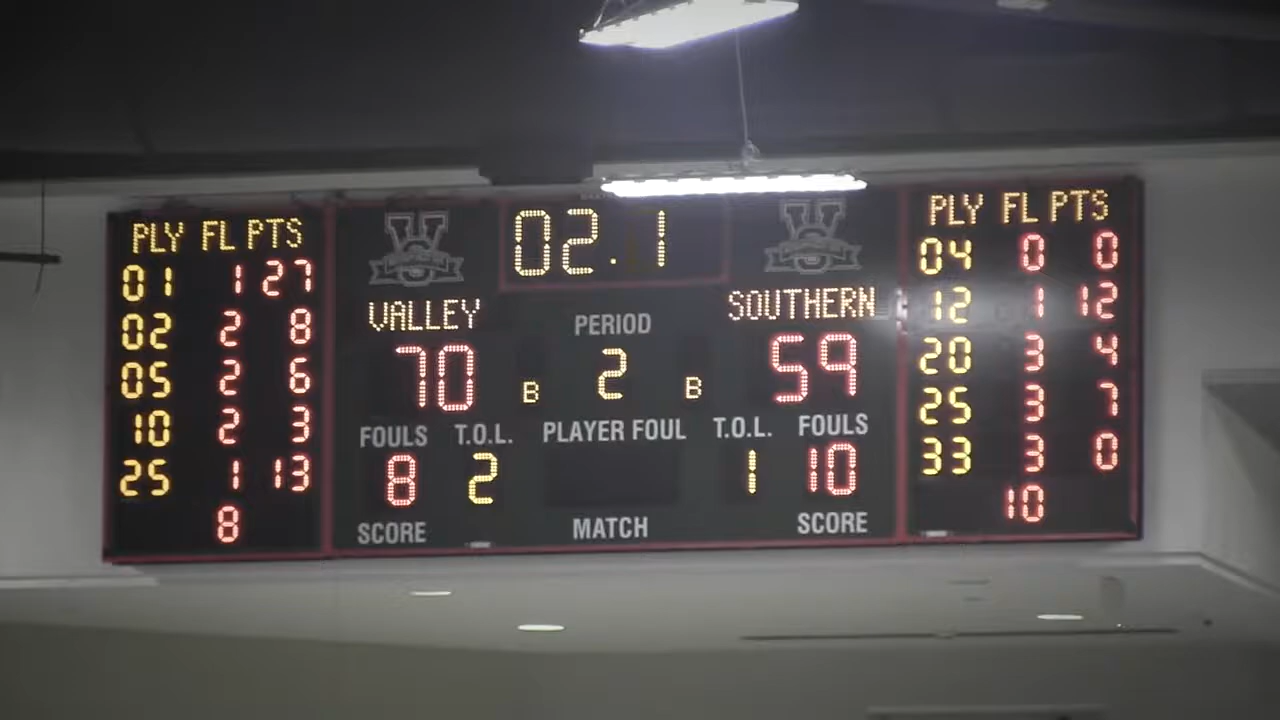 PLY FL PTS
01 1 27
02 2 8
05 2 6
10 2 3
25 1 13
8
V
02.1
V
VALLEY
PERIOD
SOUTHERN
70 B 2 B 59
FOULS T.O.L. PLAYER FOUL T.O.L. FOULS
8 2 1 10
SCORE MATCH SCORE
PLY FL PTS
04 0 0
12 1 12
20 3 4
25 3 7
33 3 0
10